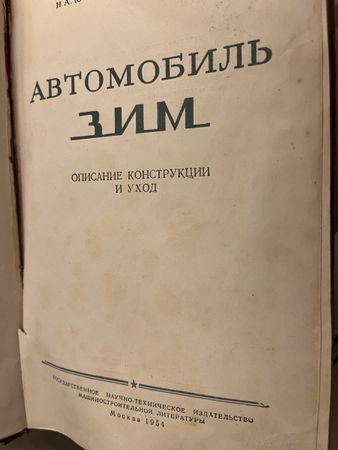 Н.А.
АВТОМОБИЛЬ
ЗИМ
ОПИСАНИЕ КОНСТРУКЦИИ
И УХОД
ГОСУДАРСТВЕННОЕ НАУЧНО-ТЕХНИЧЕСКОЕ ИЗДАТЕЛЬСТВО
МАШИНОСТРОИТЕЛЬНОЙ ЛИТЕРАТУРЫ
Москва 1954